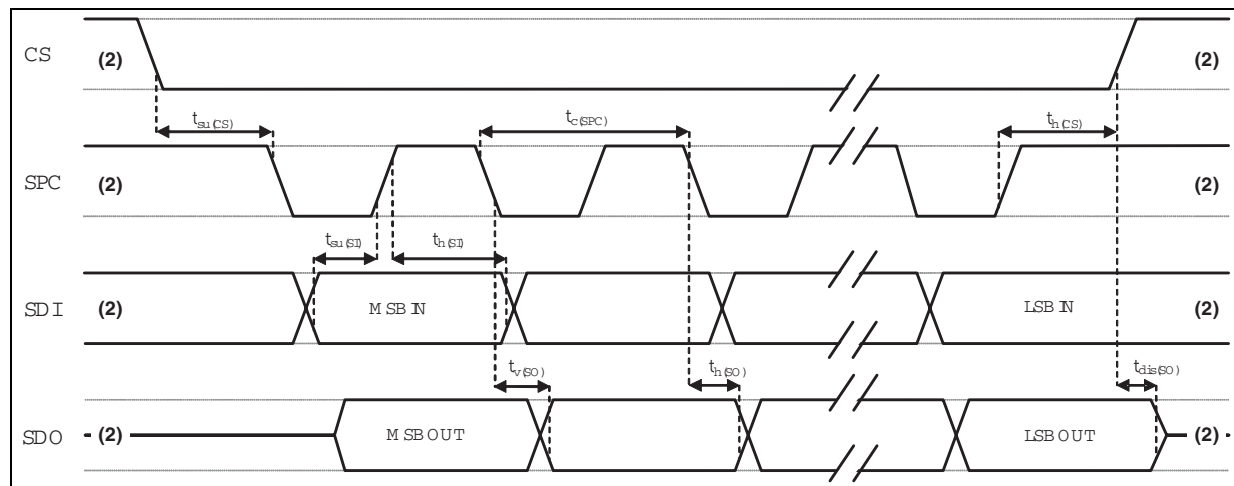 CS (2) (2)
tsu(CS) tc(SPC) th(CS)
SPC (2) (2)
tsu(SI) th(SI)
SDI (2) MSB IN LSB IN (2)
tv(SO) th(SO) tdis(SO)
SDO (2) MSB OUT LSB OUT (2)